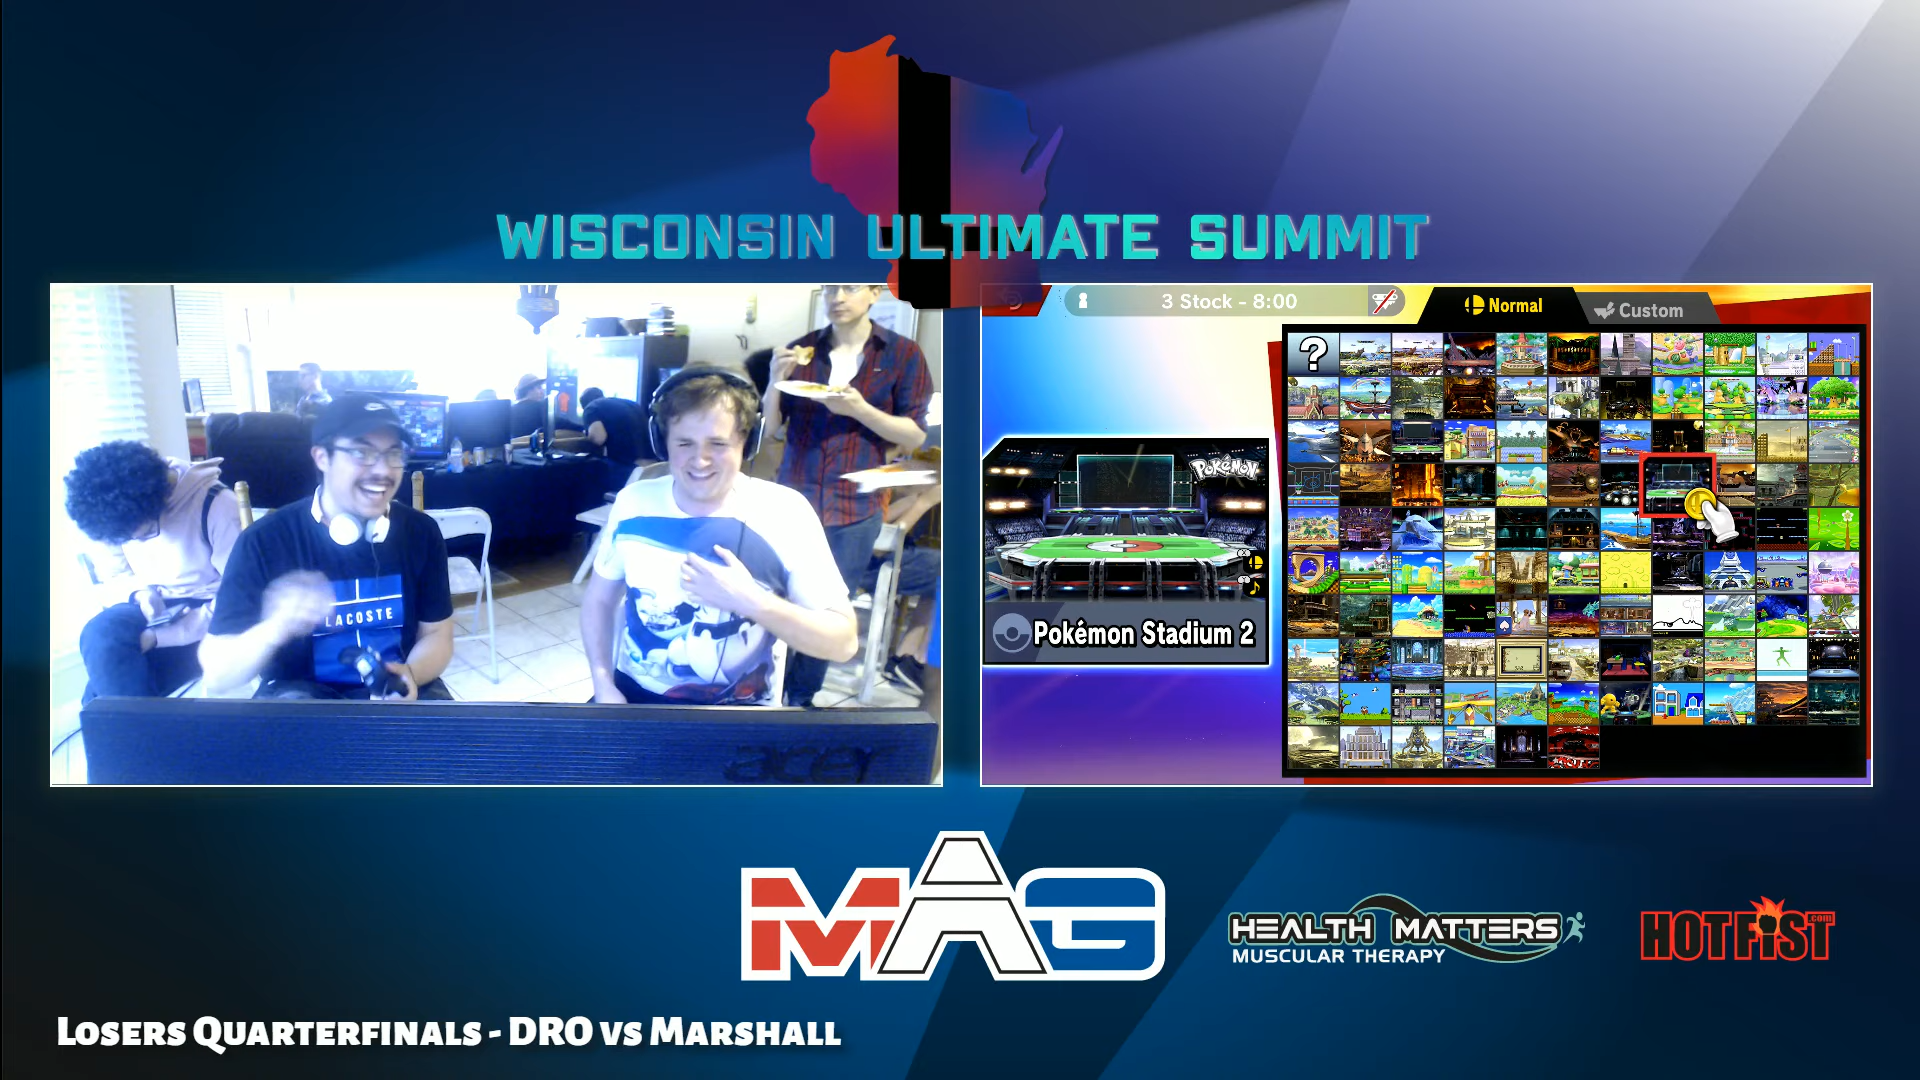 WISCONSIN ULTIMATE SUMMIT
3 Stock - 8:00
Normal
Custom
?
POKéMON
Pokémon Stadium 2
LACOSTE
acer
MAG
HEALTH MATTERS
MUSCULAR THERAPY
HOTFIST.com
LOSERS QUARTERFINALS - DRO VS MARSHALL